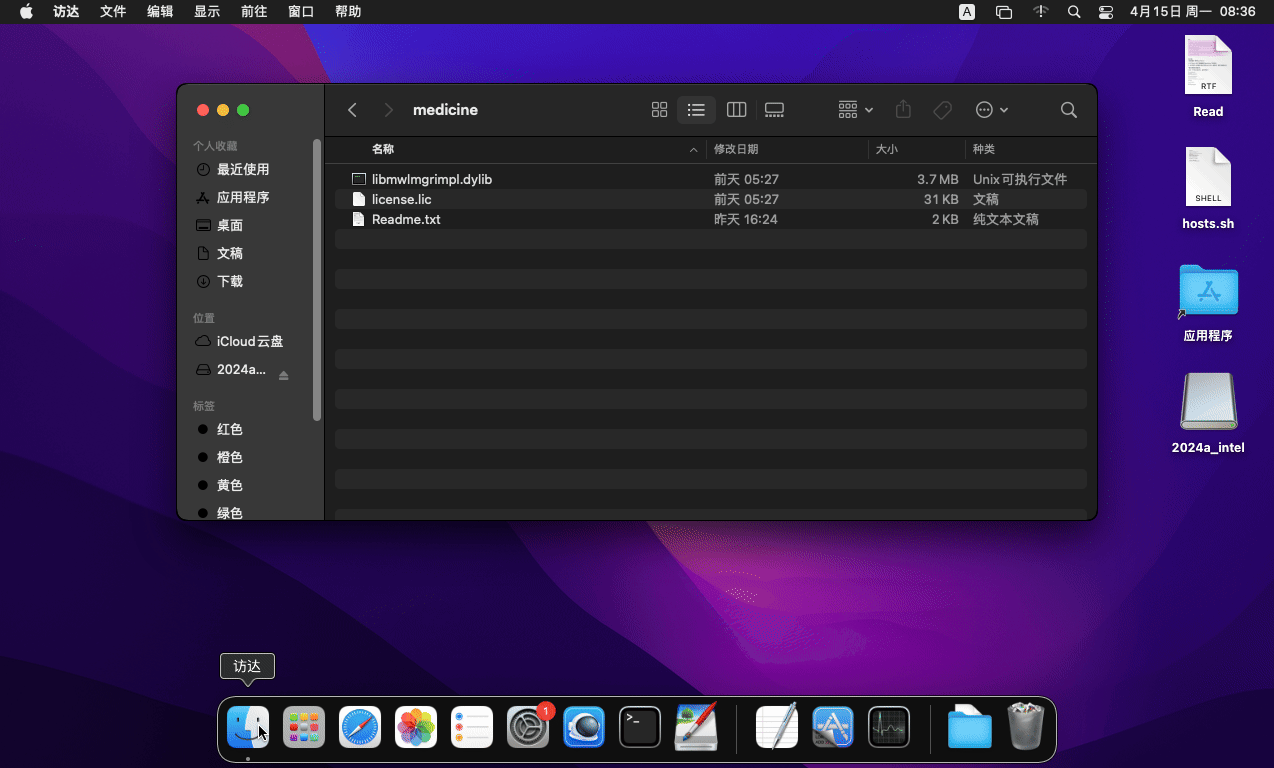 访达 文件 编辑 显示 前往 窗口 帮助 A 4月15日 周一 08:36
RTF
Read
SHELL
hosts.sh
应用程序
2024a_intel
medicine
个人收藏
最近使用
应用程序
桌面
文稿
下载
位置
iCloud云盘
2024a...
标签
红色
橙色
黄色
绿色
名称 修改日期 大小 种类
libmwlmgrimpl.dylib 前天 05:27 3.7 MB Unix可执行文件
license.lic 前天 05:27 31 KB 文稿
Readme.txt 昨天 16:24 2 KB 纯文本文稿
访达
1